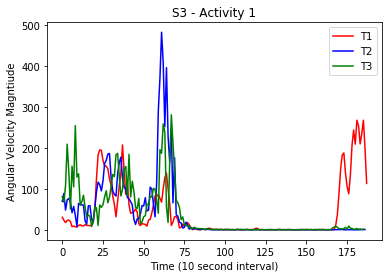 S3 - Activity 1
500
400
300
200
100
0
Angular Velocity Magntiude
T1
T2
T3
0 25 50 75 100 125 150 175
Time (10 second interval)